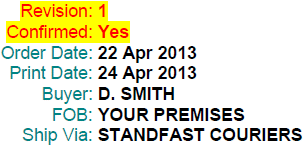 Revision: 1
Confirmed: Yes
Order Date: 22 Apr 2013
Print Date: 24 Apr 2013
Buyer: D. SMITH
FOB: YOUR PREMISES
Ship Via: STANDFAST COURIERS